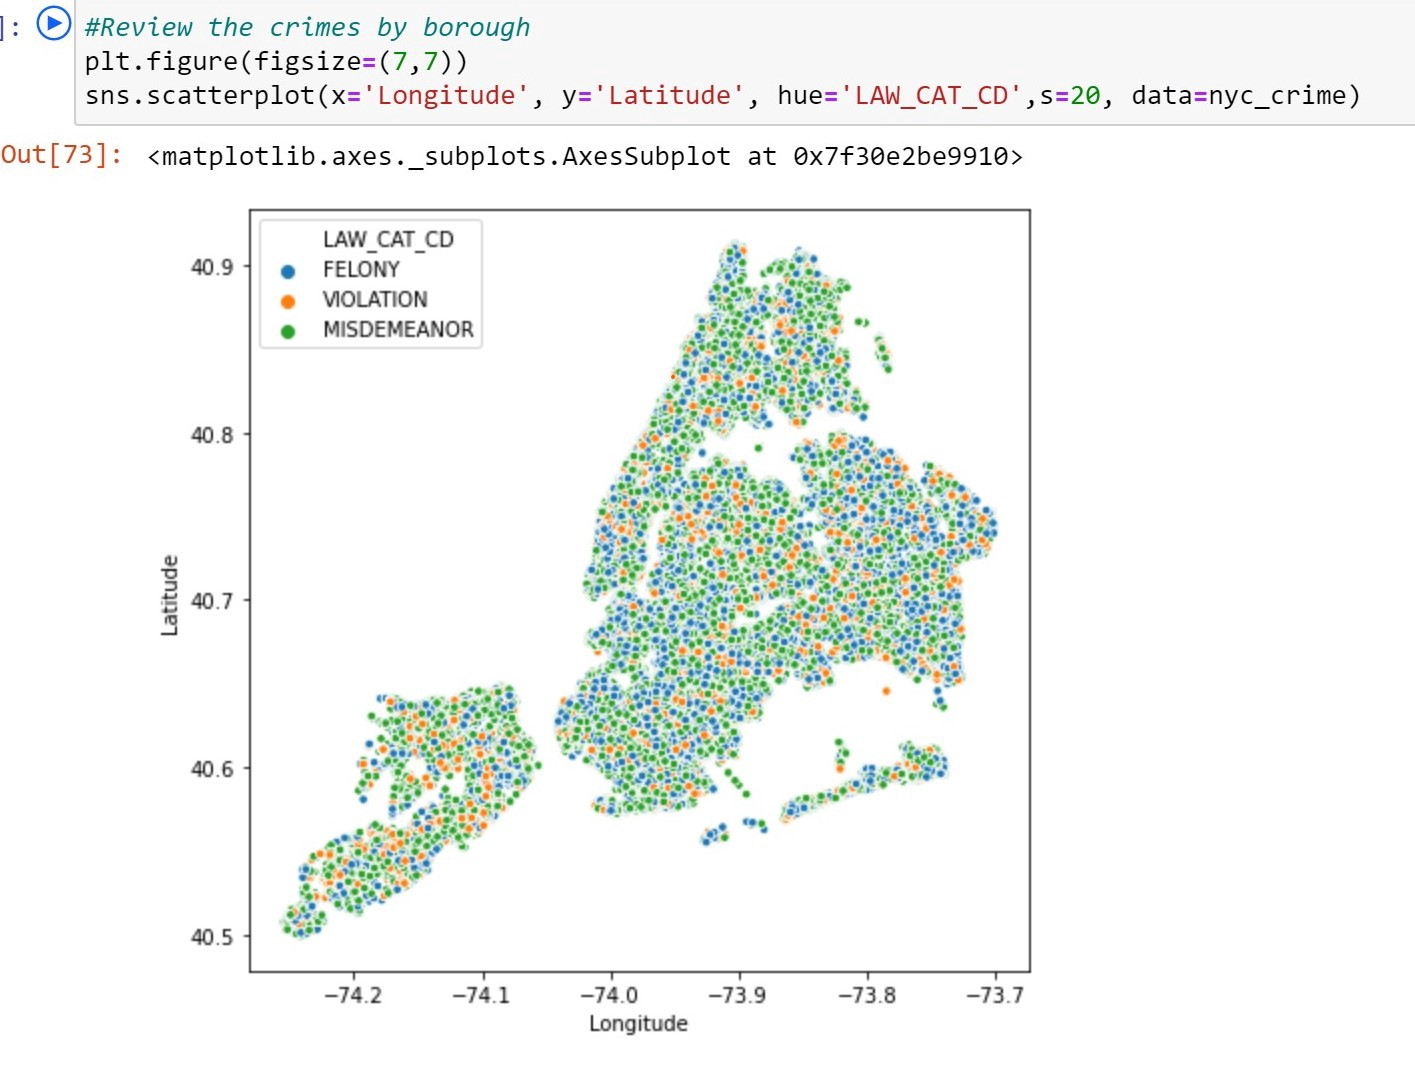 ]:
#Review the crimes by borough
plt.figure(figsize=(7,7))
sns.scatterplot(x='Longitude', y='Latitude', hue='LAW_CAT_CD',s=20, data=nyc_crime)
Out[73]: <matplotlib.axes._subplots.AxesSubplot at 0x7f30e2be9910>
LAW_CAT_CD
FELONY
VIOLATION
MISDEMEANOR
40.9
40.8
40.7
40.6
40.5
Latitude
−74.2 −74.1 −74.0 −73.9 −73.8 −73.7
Longitude